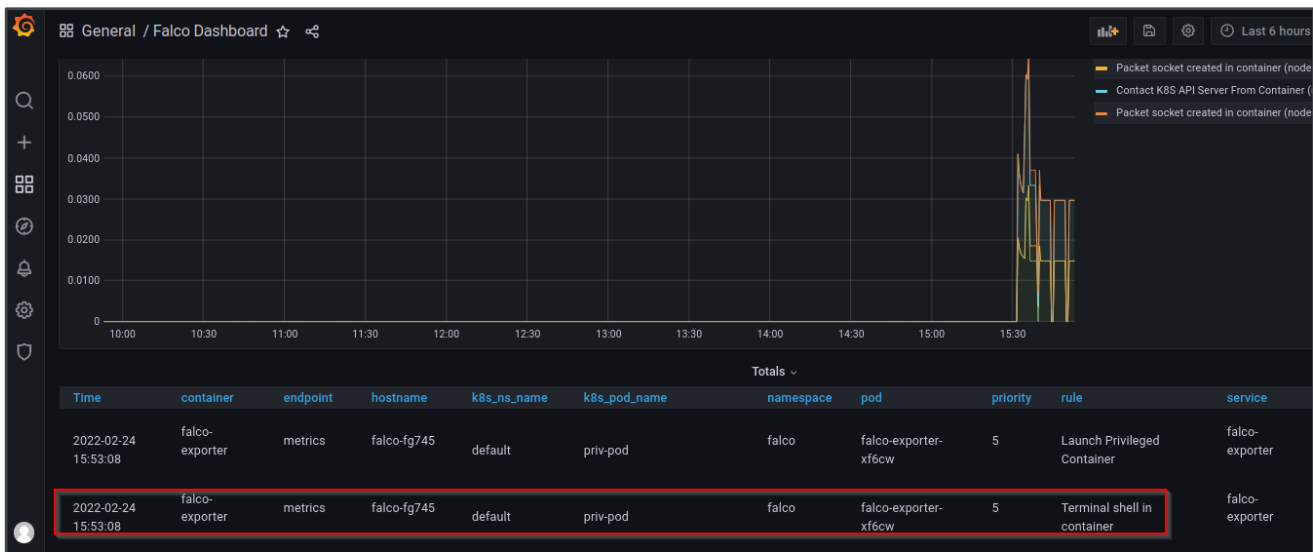 General / Falco Dashboard
Last 6 hours
0.0600
0.0500
0.0400
0.0300
0.0200
0.0100
0
10:00 10:30 11:00 11:30 12:00 12:30 13:00 13:30 14:00 14:30 15:00 15:30
Packet socket created in container (node
Contact K8S API Server From Container (
Packet socket created in container (node
Totals
Time container endpoint hostname k8s_ns_name k8s_pod_name namespace pod priority rule service
2022-02-24 15:53:08 falco-exporter metrics falco-fg745 default priv-pod falco falco-exporter-xf6cw 5 Launch Privileged Container falco-exporter
2022-02-24 15:53:08 falco-exporter metrics falco-fg745 default priv-pod falco falco-exporter-xf6cw 5 Terminal shell in container falco-exporter